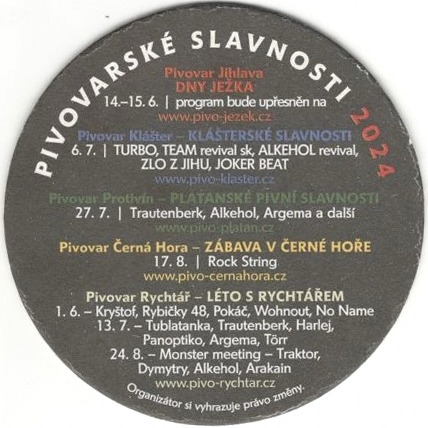 PIVOVARSKÉ SLAVNOSTI 2024
Pivovar Jihlava
DNY JEŽKA
14.–15. 6. | program bude upřesněn na
www.pivo-jezek.cz
Pivovar Klášter – KLÁŠTERSKÉ SLAVNOSTI
6. 7. | TURBO, TEAM revival sk, ALKEHOL revival,
ZLO Z JIHU, JOKER BEAT
www.pivo-klaster.cz
Pivovar Protivín – PLATANSKÉ PIVNÍ SLAVNOSTI
27. 7. | Trautenberk, Alkehol, Argema a další
www.pivo-platan.cz
Pivovar Černá Hora – ZÁBAVA V ČERNÉ HOŘE
17. 8. | Rock String
www.pivo-cernahora.cz
Pivovar Rychtář – LÉTO S RYCHTÁŘEM
1. 6. – Kryštof, Rybičky 48, Pokáč, Wohnout, No Name
13. 7. – Tublatanka, Trautenberk, Harlej,
Panoptiko, Argema, Törr
24. 8. – Monster meeting – Traktor,
Dymytry, Alkehol, Arakain
www.pivo-rychtar.cz
Organizátor si vyhrazuje právo změny.